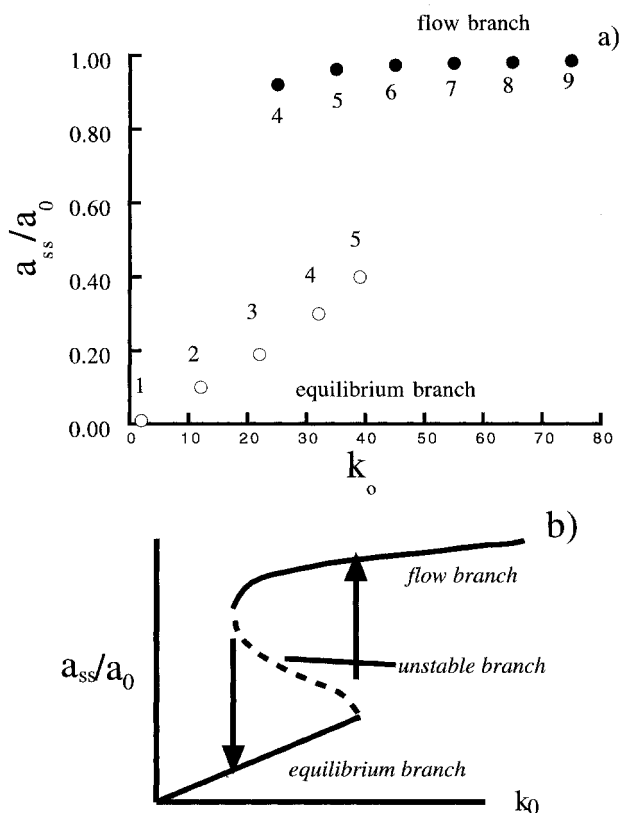 flow branch
a)
1.00
4 5 6 7 8 9
0.80
0.60
a_ss/a_0
5
0.40
4
3
2
0.20
1
equilibrium branch
0.00
0 10 20 30 40 50 60 70 80
k_o
b)
flow branch
a_ss/a_0
unstable branch
equilibrium branch
k_0